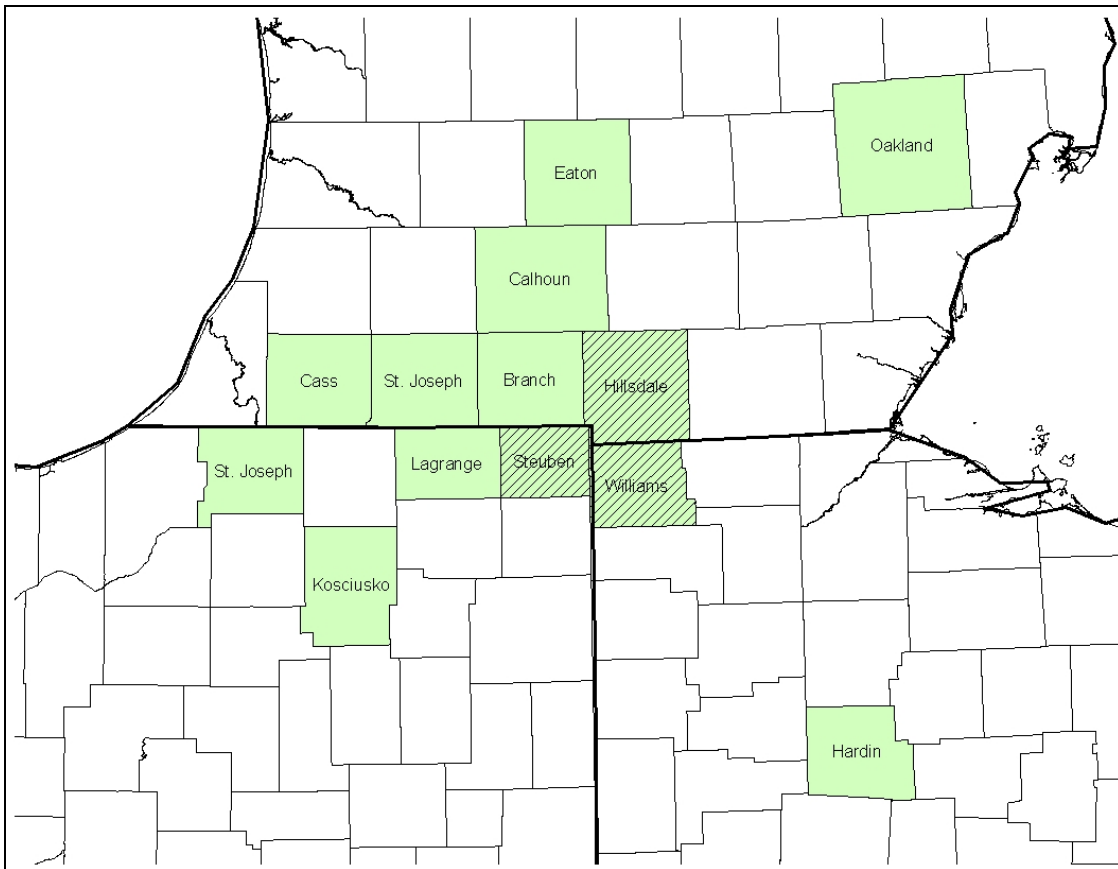 Oakland
Eaton
Calhoun
Cass
St. Joseph
Branch
Hillsdale
St. Joseph
Lagrange
Steuben
Williams
Kosciusko
Hardin